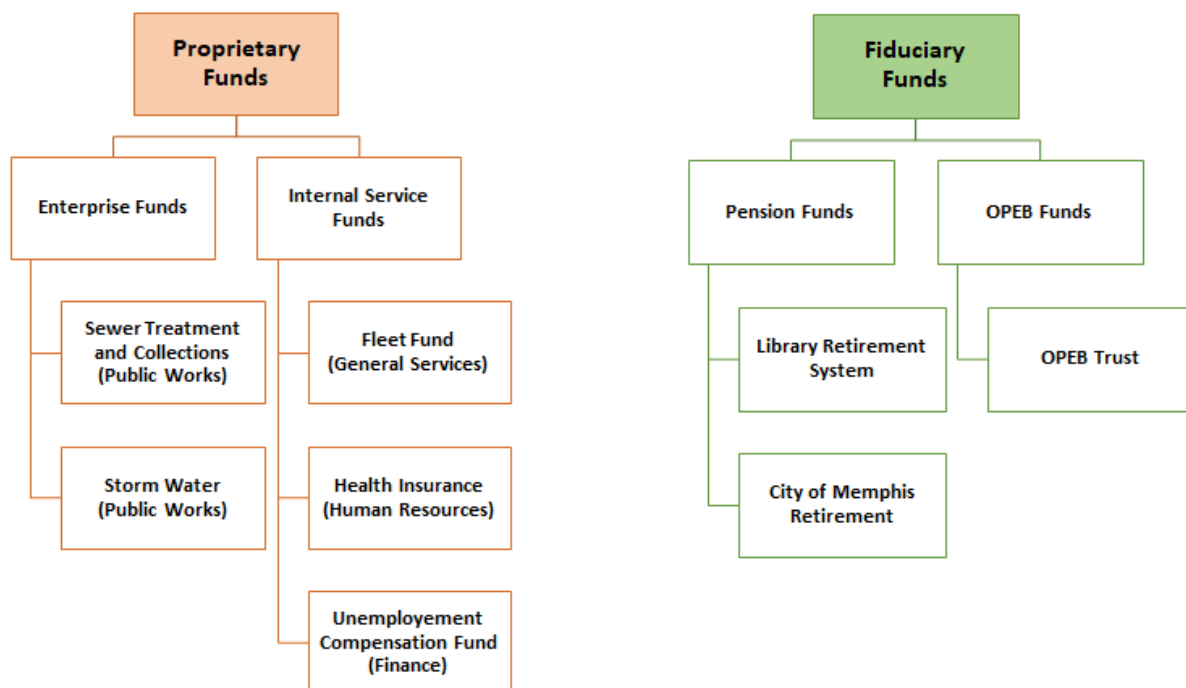 Proprietary
Funds
Fiduciary
Funds
Enterprise Funds
Internal Service
Funds
Pension Funds
OPEB Funds
Sewer Treatment
and Collections
(Public Works)
Fleet Fund
(General Services)
Library Retirement
System
OPEB Trust
Storm Water
(Public Works)
Health Insurance
(Human Resources)
City of Memphis
Retirement
Unemployement
Compensation Fund
(Finance)